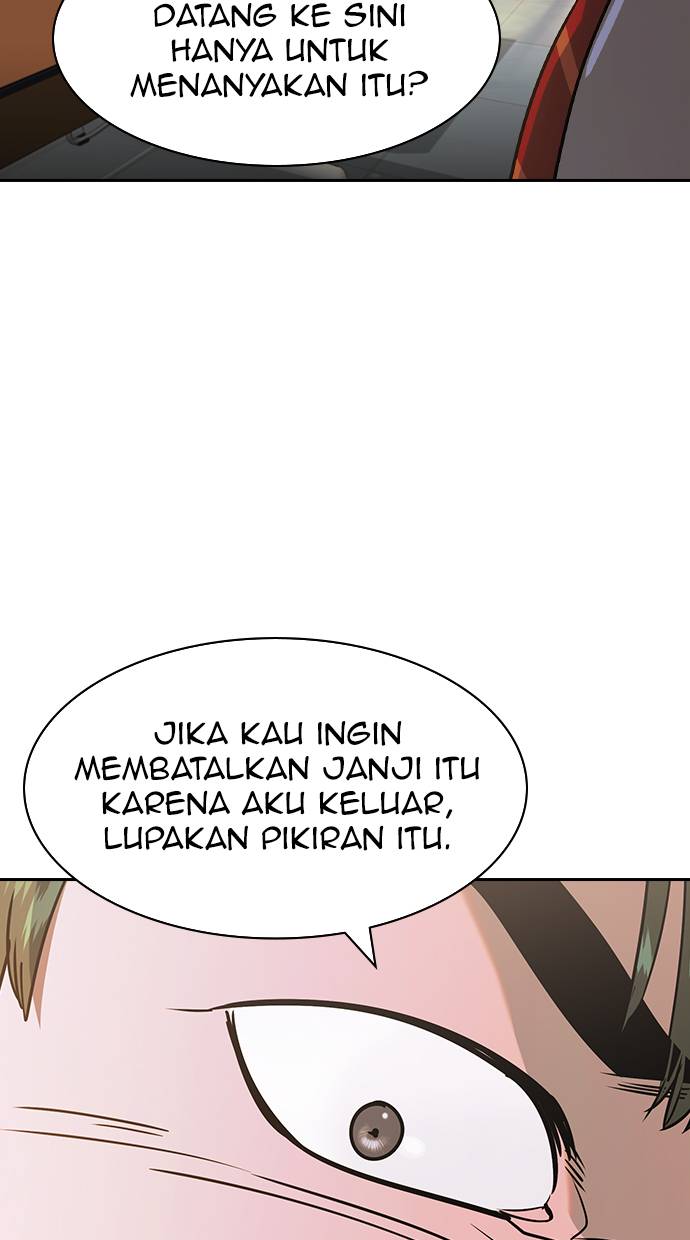 DATANG KE SINI
HANYA UNTUK
MENANYAKAN ITU?
JIKA KAU INGIN
MEMBATALKAN JANJI ITU
KARENA AKU KELUAR,
LUPAKAN PIKIRAN ITU.